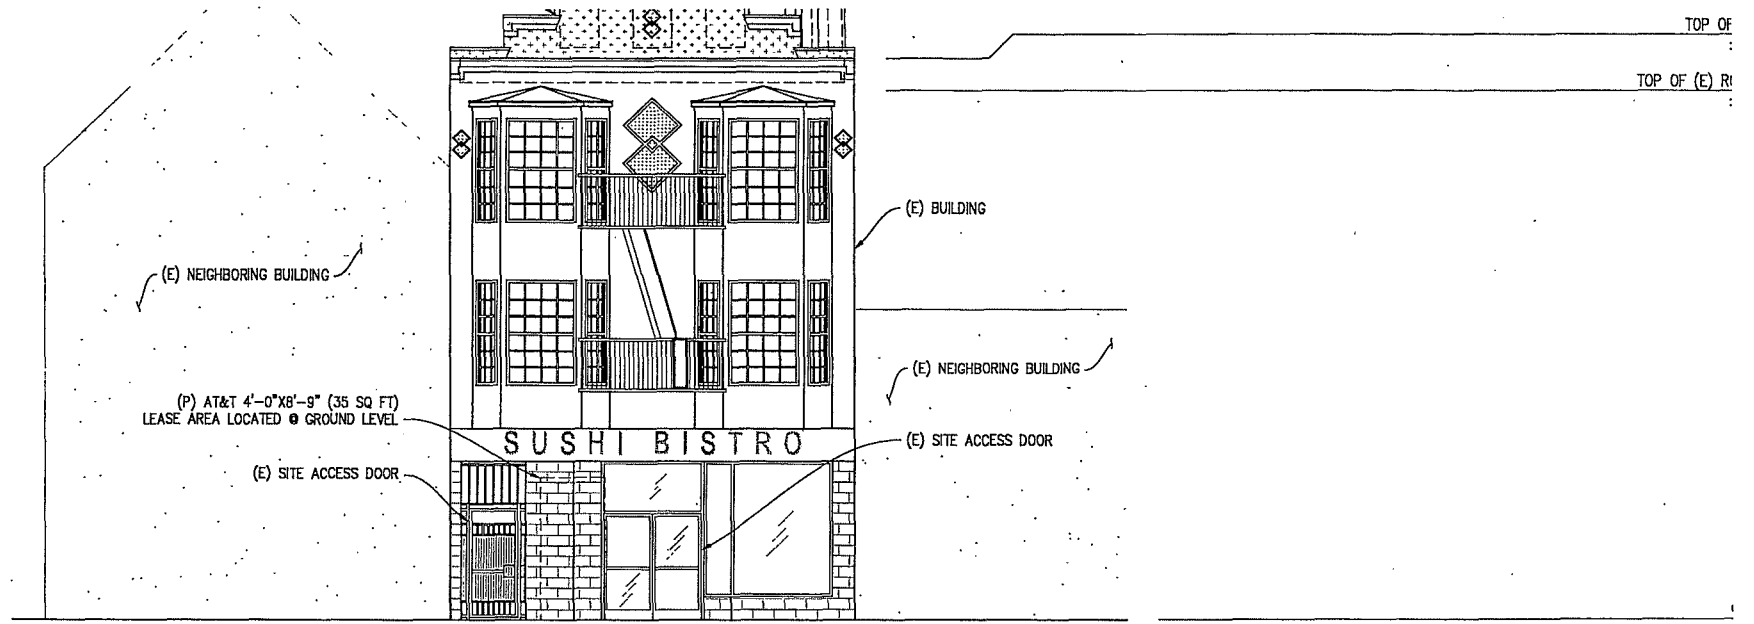 TOP OF
TOP OF (E)
(E) BUILDING
(E) NEIGHBORING BUILDING
(E) NEIGHBORING BUILDING
(P) AT&T 4'-0"X8'-9" (35 SQ FT)
LEASE AREA LOCATED @ GROUND LEVEL
SUSHI BISTRO
(E) SITE ACCESS DOOR
(E) SITE ACCESS DOOR